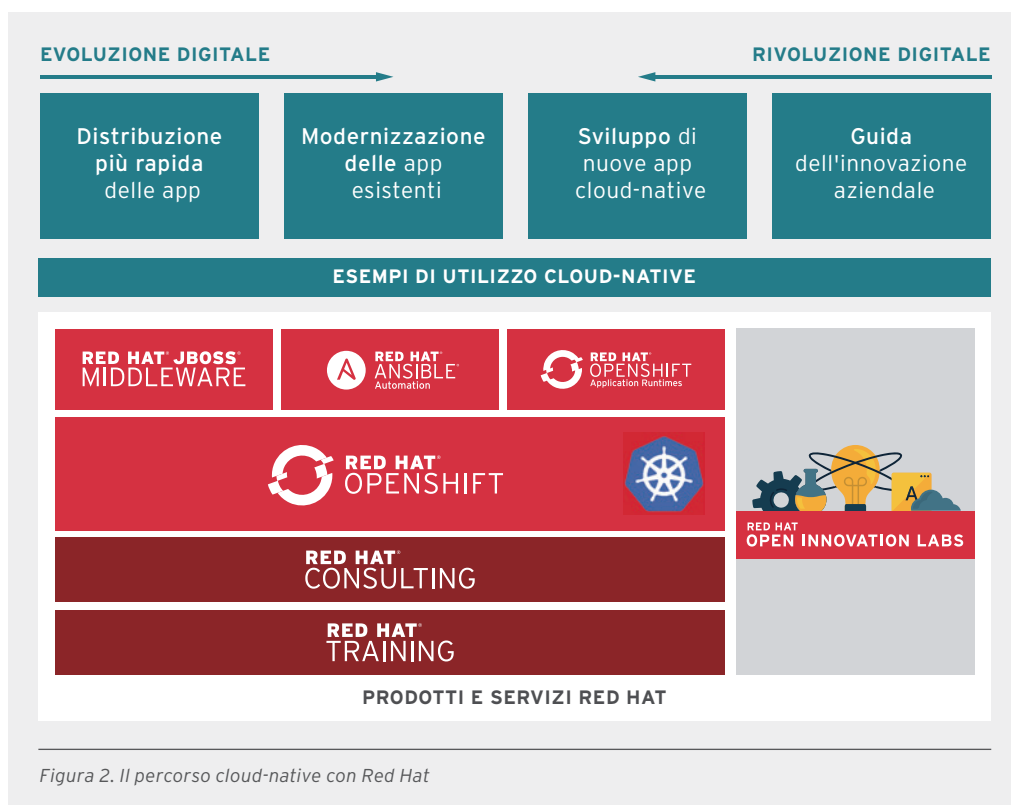 EVOLUZIONE DIGITALE
RIVOLUZIONE DIGITALE
Distribuzione
più rapida
delle app
Modernizzazione
delle app
esistenti
Sviluppo di
nuove app
cloud-native
Guida
dell'innovazione
aziendale
ESEMPI DI UTILIZZO CLOUD-NATIVE
RED HAT® JBOSS®
MIDDLEWARE
A
RED HAT®
ANSIBLE®
Automation
RED HAT®
OPENSHIFT
Application Runtimes
RED HAT®
OPENSHIFT
A
RED HAT
OPEN INNOVATION LABS
RED HAT®
CONSULTING
RED HAT®
TRAINING
PRODOTTI E SERVIZI RED HAT
Figura 2. Il percorso cloud-native con Red Hat